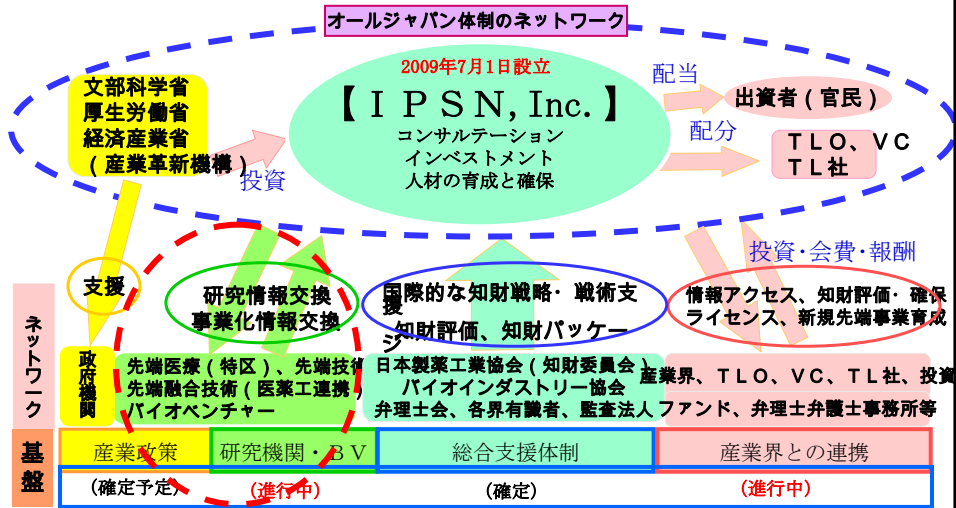 オールジャパン体制のネットワーク
2009年7月1日設立
【ＩＰＳＮ, Inc.】
コンサルテーション
インベストメント
人材の育成と確保
文部科学省
厚生労働省
経済産業省
（産業革新機構）
投資
配当
出資者（官民）
配分
ＴＬＯ、ＶＣ
ＴＬ社
投資・会費・報酬
支援
研究情報交換
事業化情報交換
国際的な知財戦略・戦術支
援
知財評価、知財パッケー
ジ
情報アクセス、知財評価・確保
ライセンス、新規先端事業育成
ネットワーク
政府機関
先端医療（特区）、先端技術
先端融合技術（医薬工連携）
バイオベンチャー
日本製薬工業協会（知財委員会）
バイオインダストリー協会
弁理士会、各界有識者、監査法人
産業界、ＴＬＯ、ＶＣ、ＴＬ社、投資
ファンド、弁理士弁護士事務所等
基盤
産業政策
研究機関・ＢＶ
総合支援体制
産業界との連携
（確定予定）
（進行中）
（確定）
（進行中）